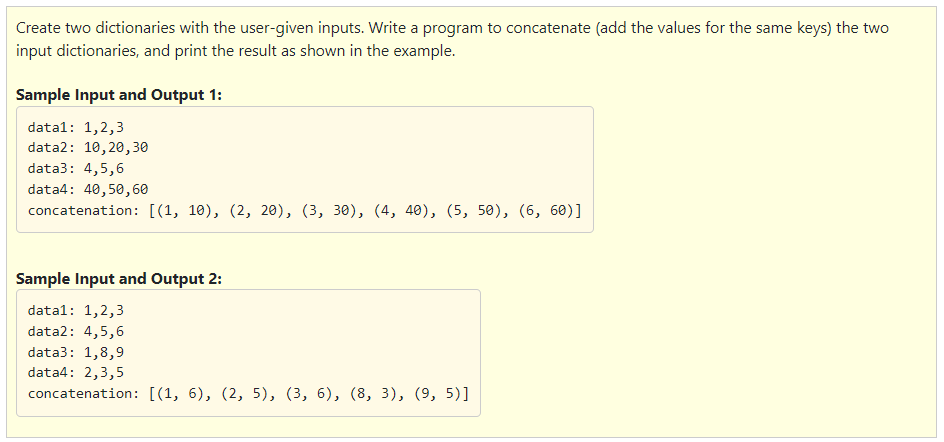 Create two dictionaries with the user-given inputs. Write a program to concatenate (add the values for the same keys) the two
input dictionaries, and print the result as shown in the example.
Sample Input and Output 1:
data1: 1,2,3
data2: 10,20,30
data3: 4,5,6
data4: 40,50,60
concatenation: [(1, 10), (2, 20), (3, 30), (4, 40), (5, 50), (6, 60)]
Sample Input and Output 2:
data1: 1,2,3
data2: 4,5,6
data3: 1,8,9
data4: 2,3,5
concatenation: [(1, 6), (2, 5), (3, 6), (8, 3), (9, 5)]